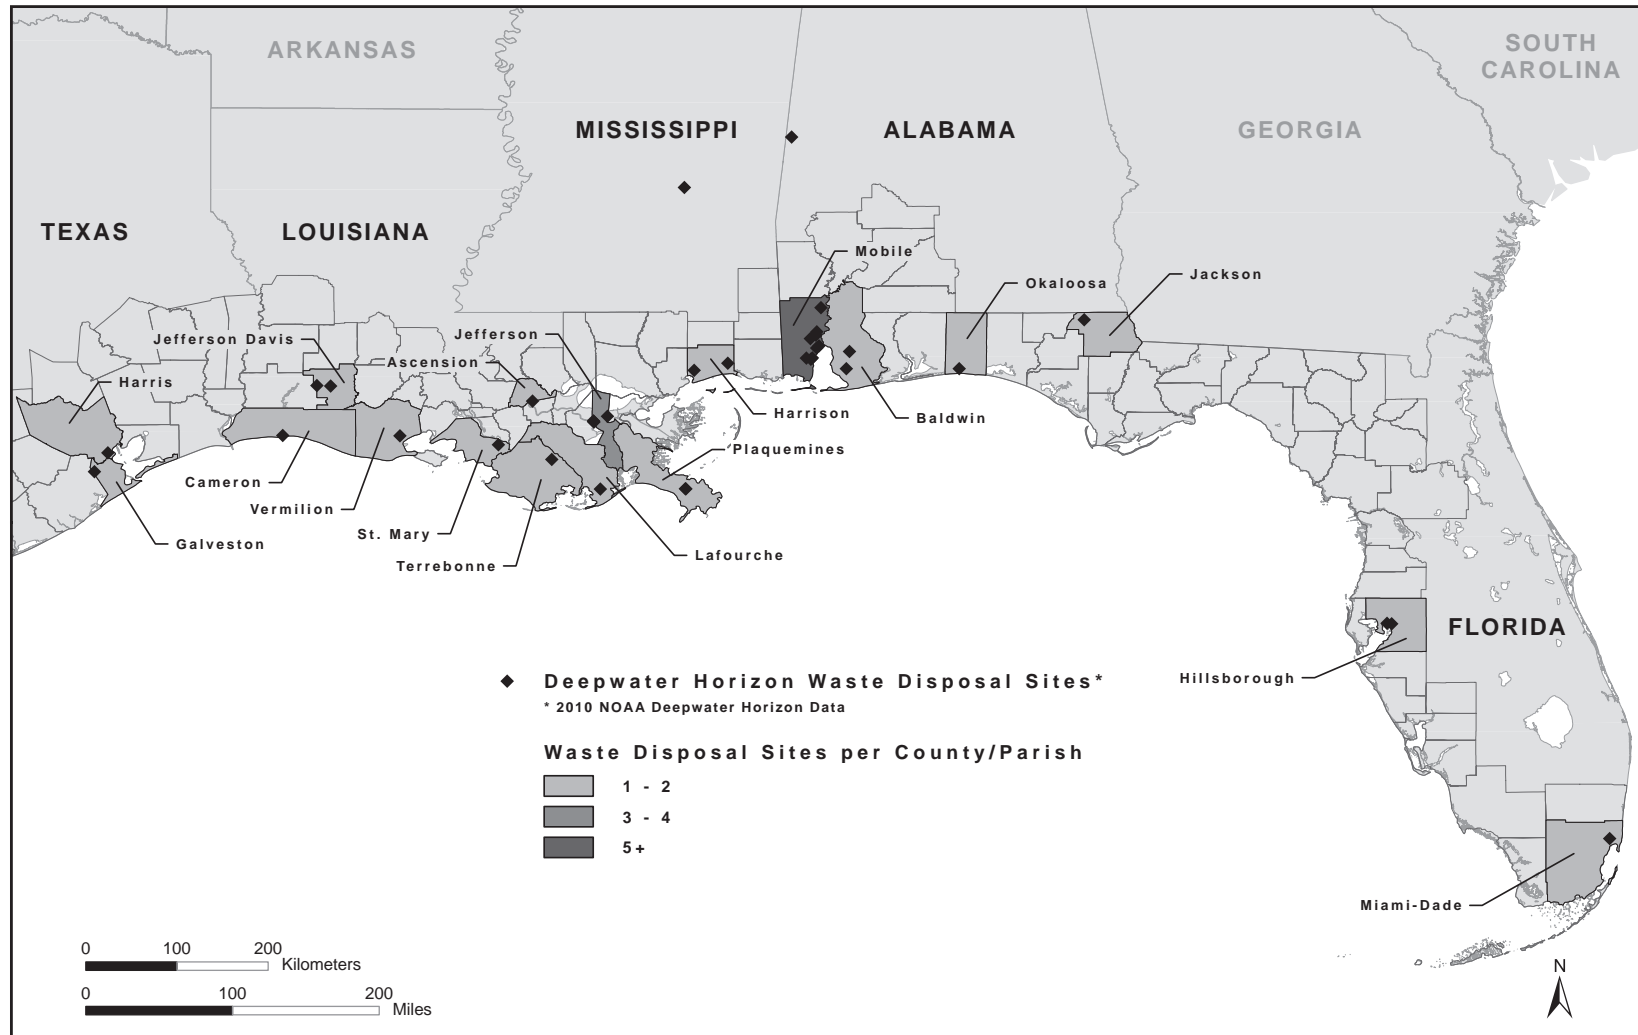 ARKANSAS
SOUTH
CAROLINA
MISSISSIPPI
ALABAMA
GEORGIA
TEXAS
LOUISIANA
Mobile
Okaloosa
Jackson
Jefferson Davis
Jefferson
Ascension
Harris
Harrison
Baldwin
Plaquemines
Cameron
Vermilion
St. Mary
Galveston
Terrebonne
Lafourche
FLORIDA
Hillsborough
Deepwater Horizon Waste Disposal Sites*
* 2010 NOAA Deepwater Horizon Data
Waste Disposal Sites per County/Parish
1 - 2
3 - 4
5+
Miami-Dade
0 100 200
Kilometers
0 100 200
Miles
N